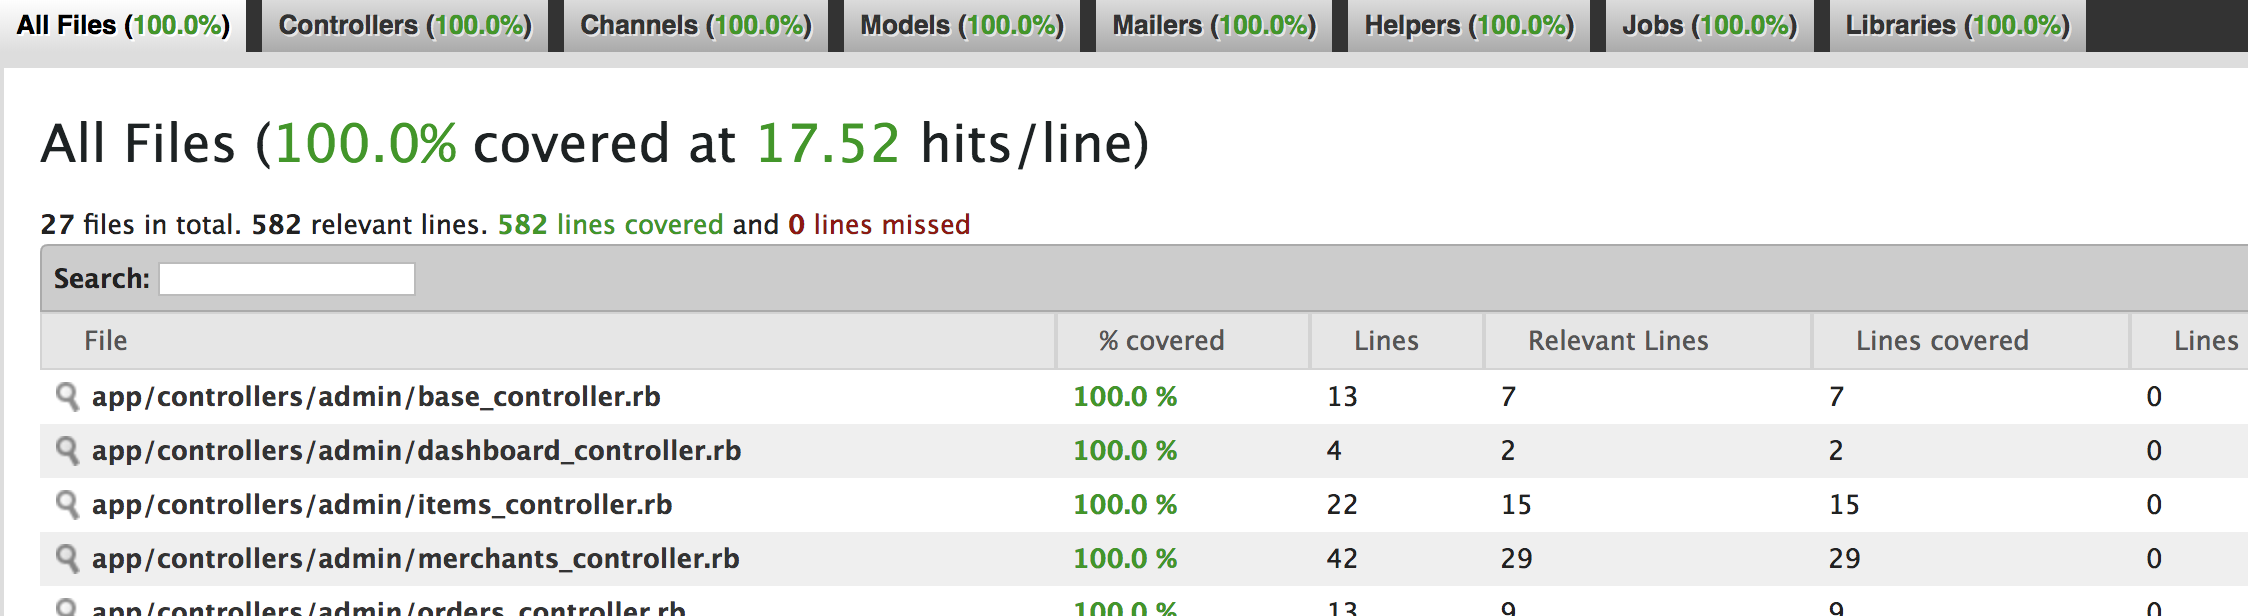 All Files (100.0%) Controllers (100.0%) Channels (100.0%) Models (100.0%) Mailers (100.0%) Helpers (100.0%) Jobs (100.0%) Libraries (100.0%)
All Files (100.0% covered at 17.52 hits/line)
27 files in total. 582 relevant lines. 582 lines covered and 0 lines missed
Search:
File % covered Lines Relevant Lines Lines covered Lines
app/controllers/admin/base_controller.rb 100.0 % 13 7 7 0
app/controllers/admin/dashboard_controller.rb 100.0 % 4 2 2 0
app/controllers/admin/items_controller.rb 100.0 % 22 15 15 0
app/controllers/admin/merchants_controller.rb 100.0 % 42 29 29 0
app/controllers/admin/orders_controller.rb 100.0 % 13 9 9 0